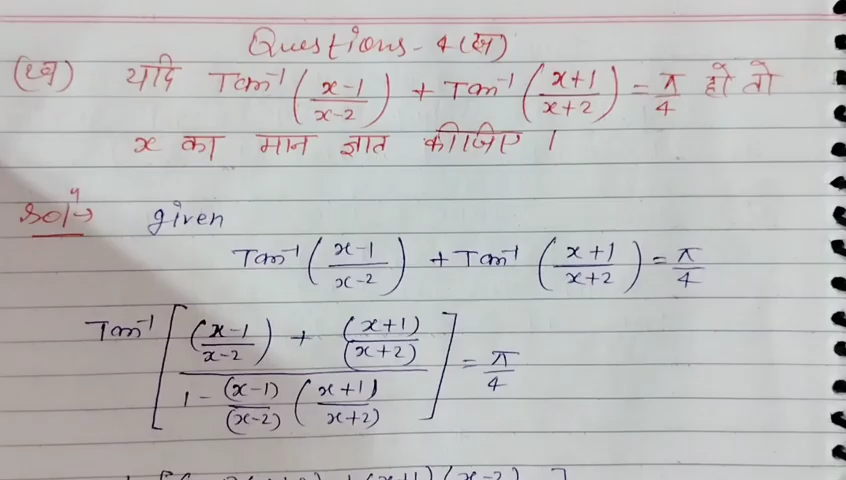 Questions - 4(ख)
(ख) यदि Tan⁻¹((x-1)/(x-2)) + Tan⁻¹((x+1)/(x+2)) = π/4 हो तो
x का मान ज्ञात कीजिए ।
Solⁿ→ given
Tan⁻¹((x-1)/(x-2)) + Tan⁻¹((x+1)/(x+2)) = π/4
Tan⁻¹[((x-1)/(x-2) + (x+1)/(x+2))/(1 - (x-1)/(x-2) ((x+1)/(x+2)))] = π/4